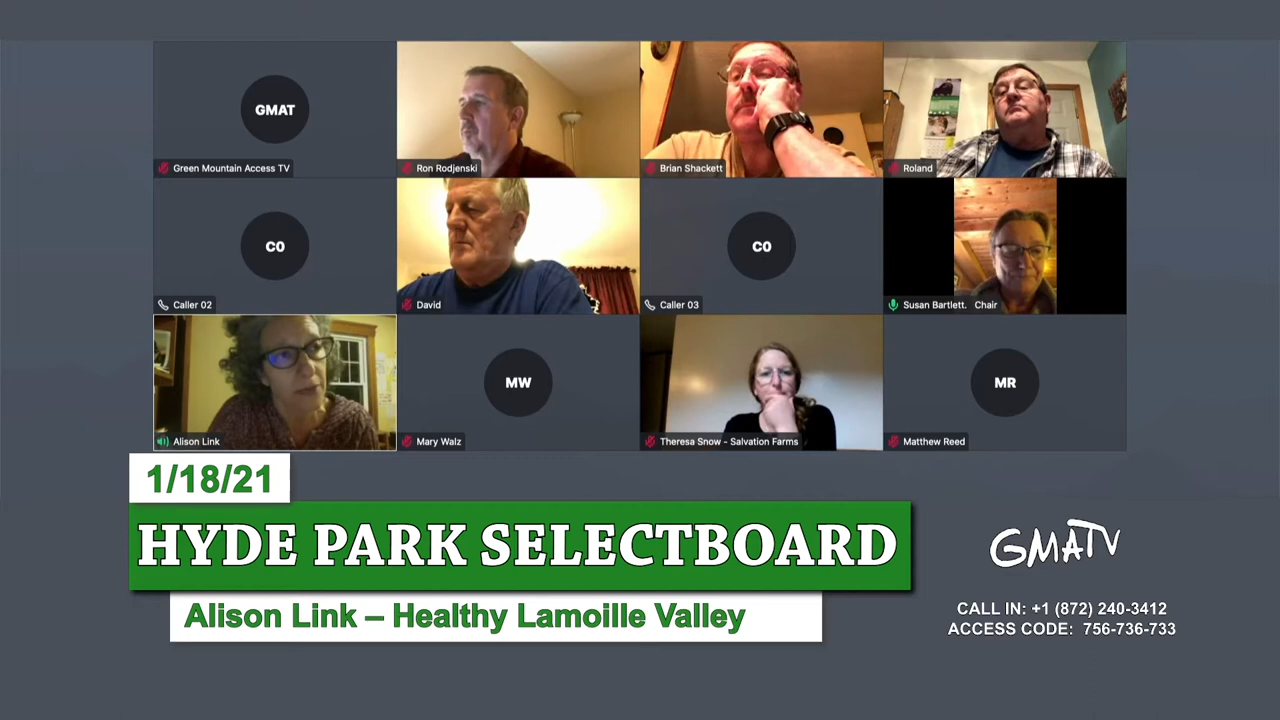 GMAT
Green Mountain Access TV
Ron Rodjenski
Brian Shackett
Roland
C0
Caller 02
David
C0
Caller 03
Susan Bartlett. Chair
Alison Link
MW
Mary Walz
Theresa Snow - Salvation Farms
MR
Matthew Reed
1/18/21
HYDE PARK SELECTBOARD
Alison Link – Healthy Lamoille Valley
GMATV
CALL IN: +1 (872) 240-3412
ACCESS CODE: 756-736-733